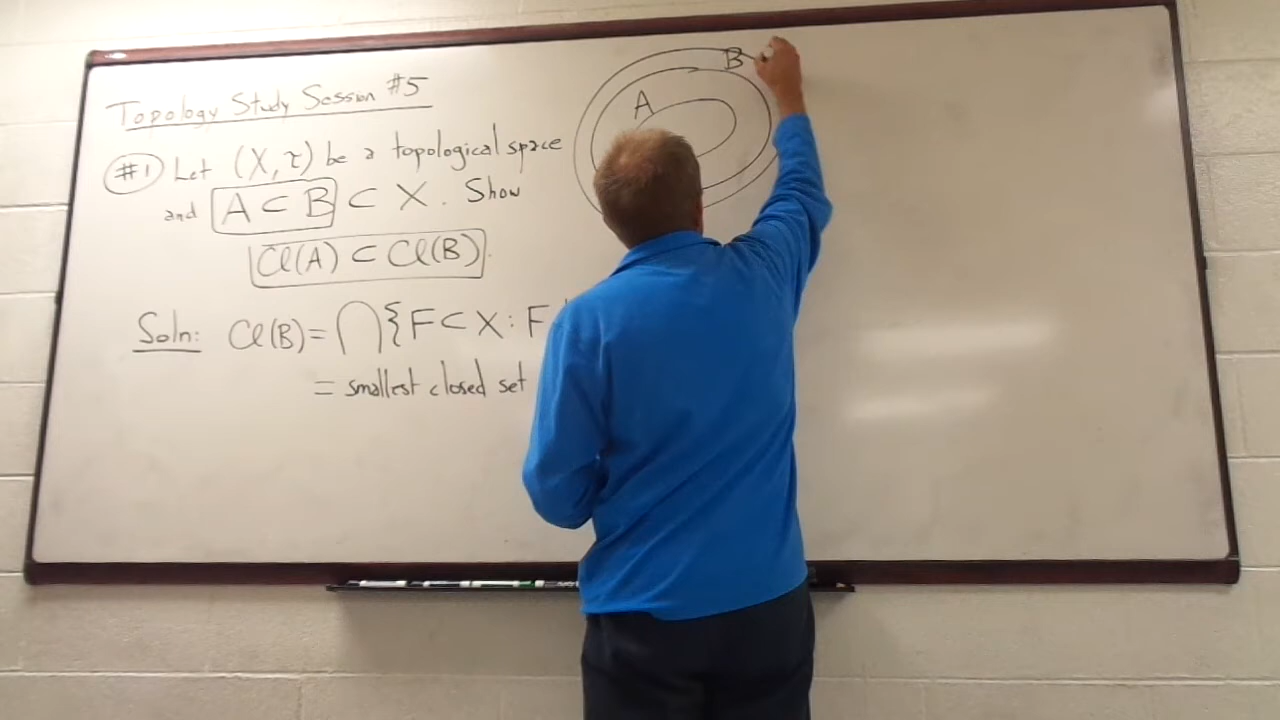 Topology Study Session #5
#1 Let (X, τ) be a topological space
and A ⊂ B ⊂ X. Show
Cl(A) ⊂ Cl(B).
Soln: Cl(B) = ⋂{F ⊂ X : F
= smallest closed set
A
B